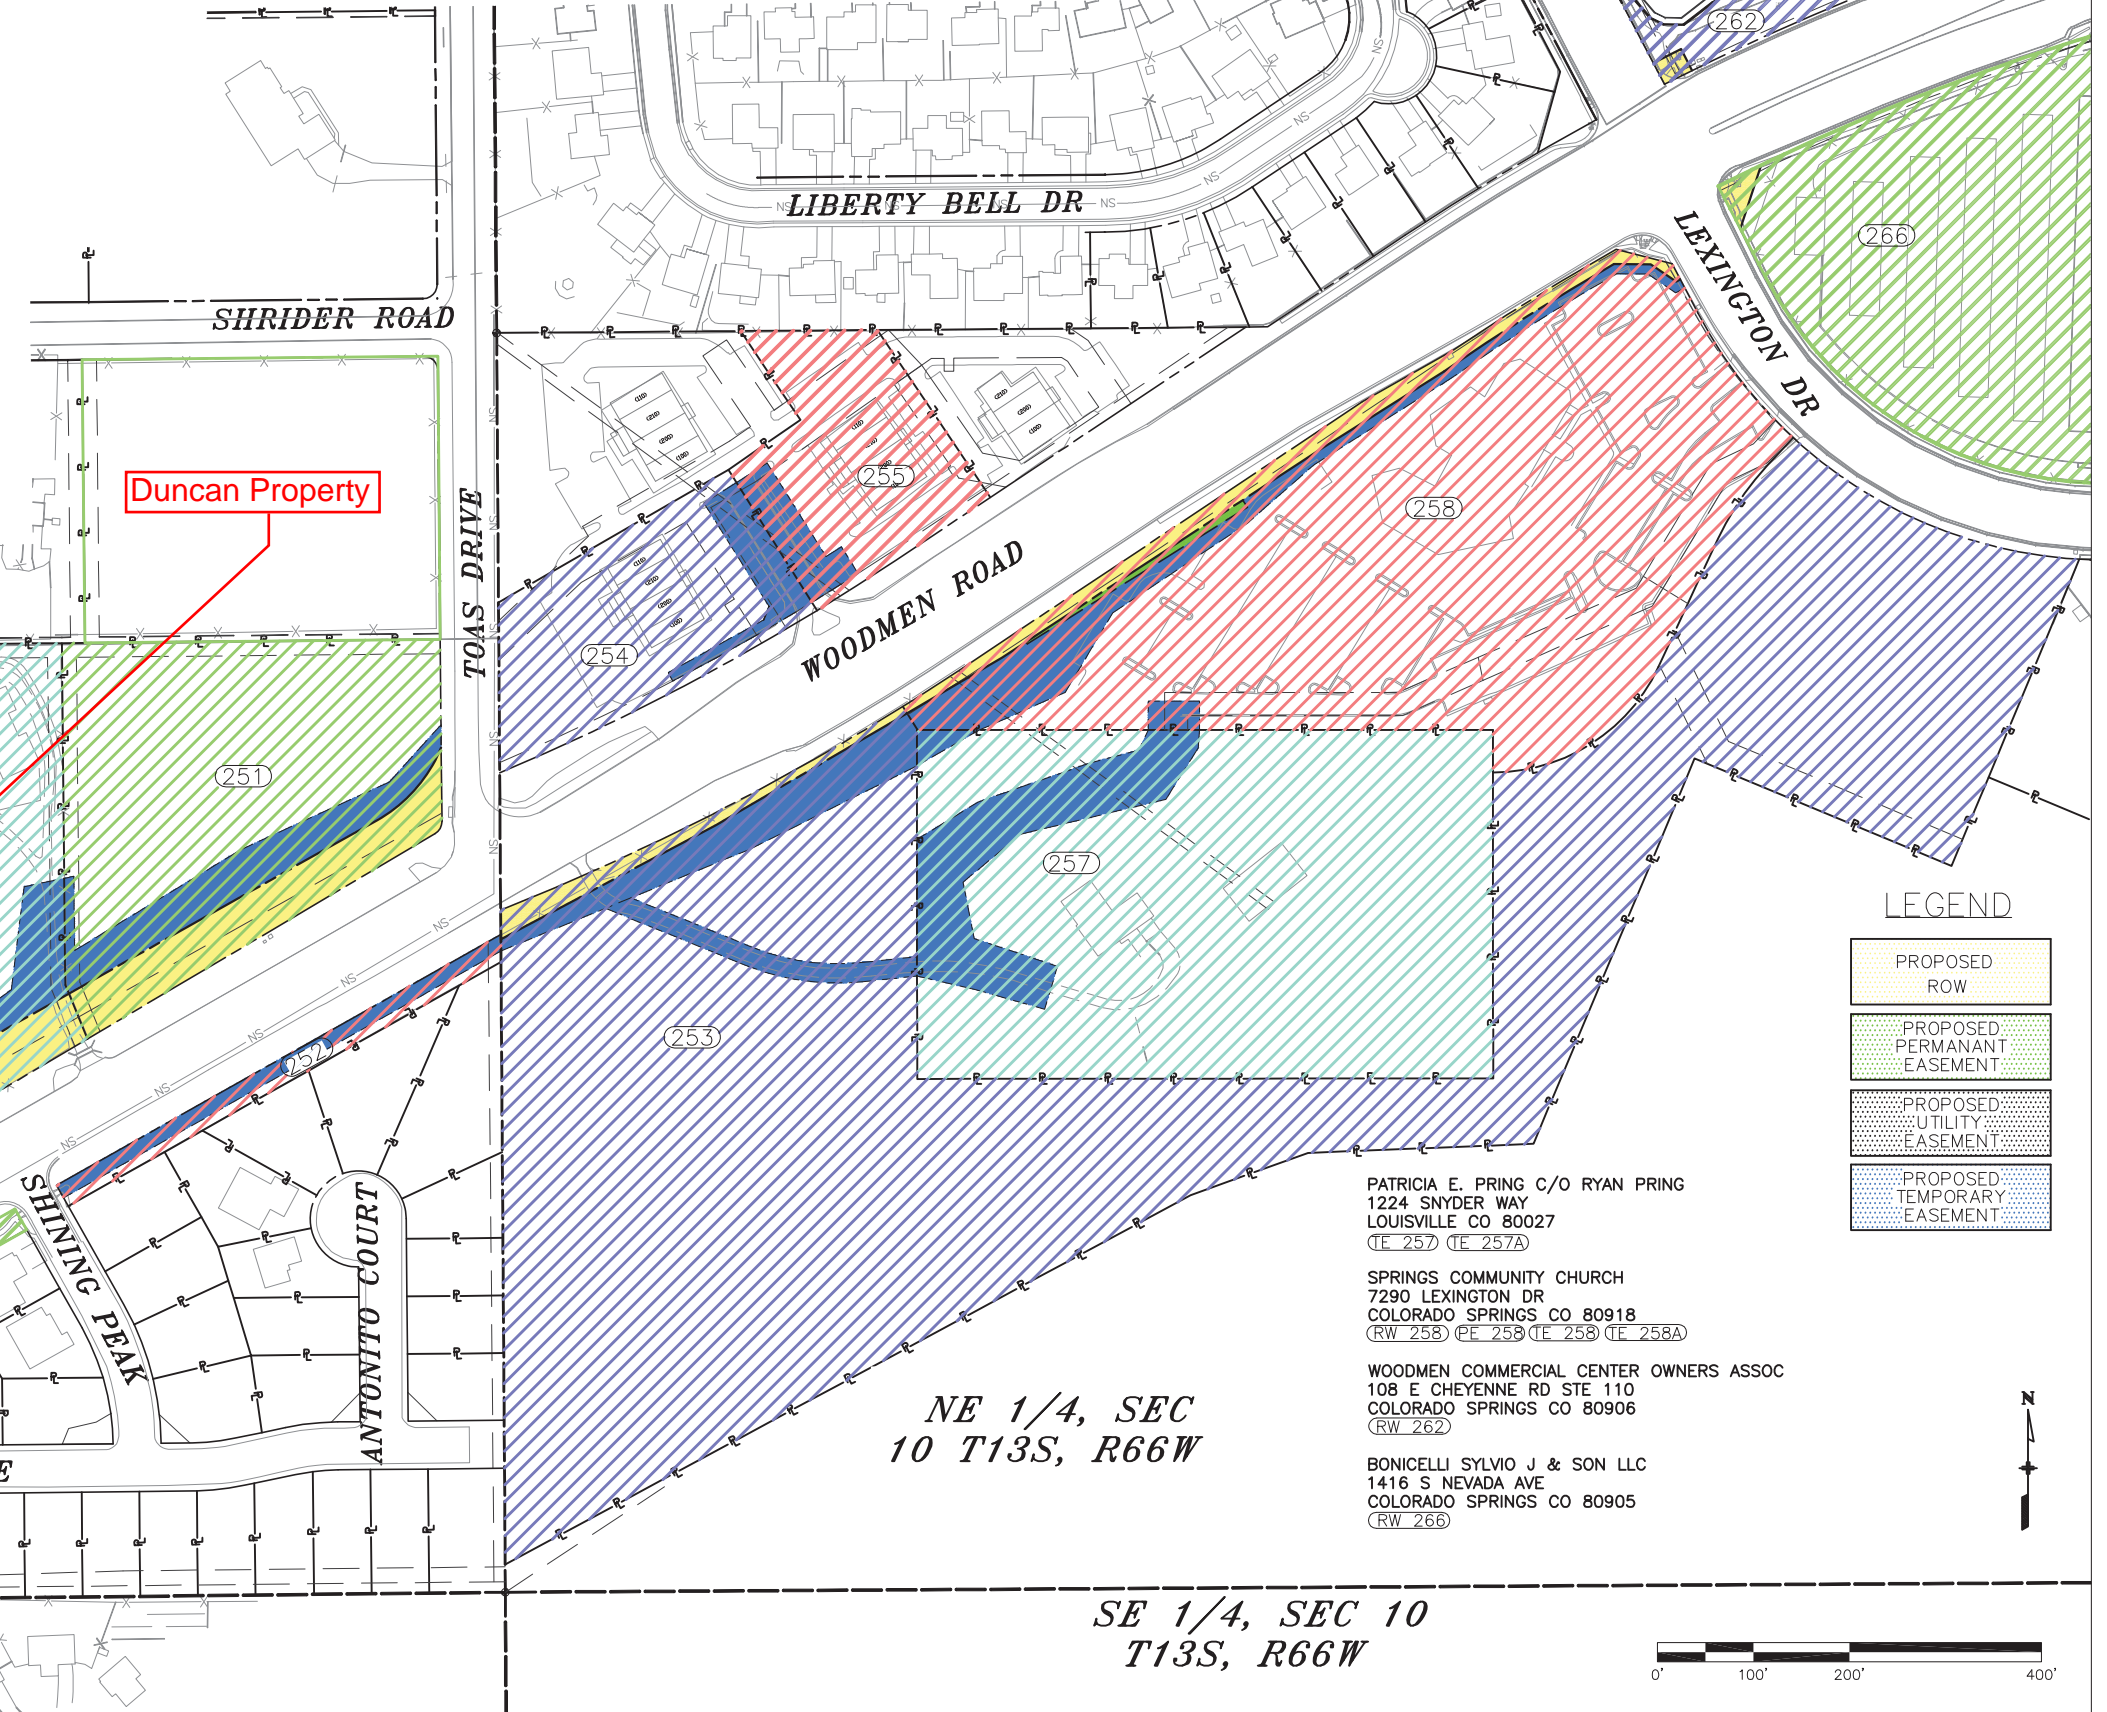 262
LIBERTY BELL DR
SHRIDER ROAD
LEXINGTON DR
266
Duncan Property
TOAS DRIVE
255
258
WOODMEN ROAD
254
251
257
253
252
SHINING PEAK
ANTONITO COURT
LEGEND
PROPOSED
ROW
PROPOSED
PERMANANT
EASEMENT
PROPOSED
UTILITY
EASEMENT
PROPOSED
TEMPORARY
EASEMENT
PATRICIA E. PRING C/O RYAN PRING
1224 SNYDER WAY
LOUISVILLE CO 80027
TE 257 TE 257A
SPRINGS COMMUNITY CHURCH
7290 LEXINGTON DR
COLORADO SPRINGS CO 80918
RW 258 PE 258 TE 258 TE 258A
WOODMEN COMMERCIAL CENTER OWNERS ASSOC
108 E CHEYENNE RD STE 110
COLORADO SPRINGS CO 80906
RW 262
BONICELLI SYLVIO J & SON LLC
1416 S NEVADA AVE
COLORADO SPRINGS CO 80905
RW 266
N
NE 1/4, SEC
10 T13S, R66W
SE 1/4, SEC 10
T13S, R66W
0' 100' 200' 400'